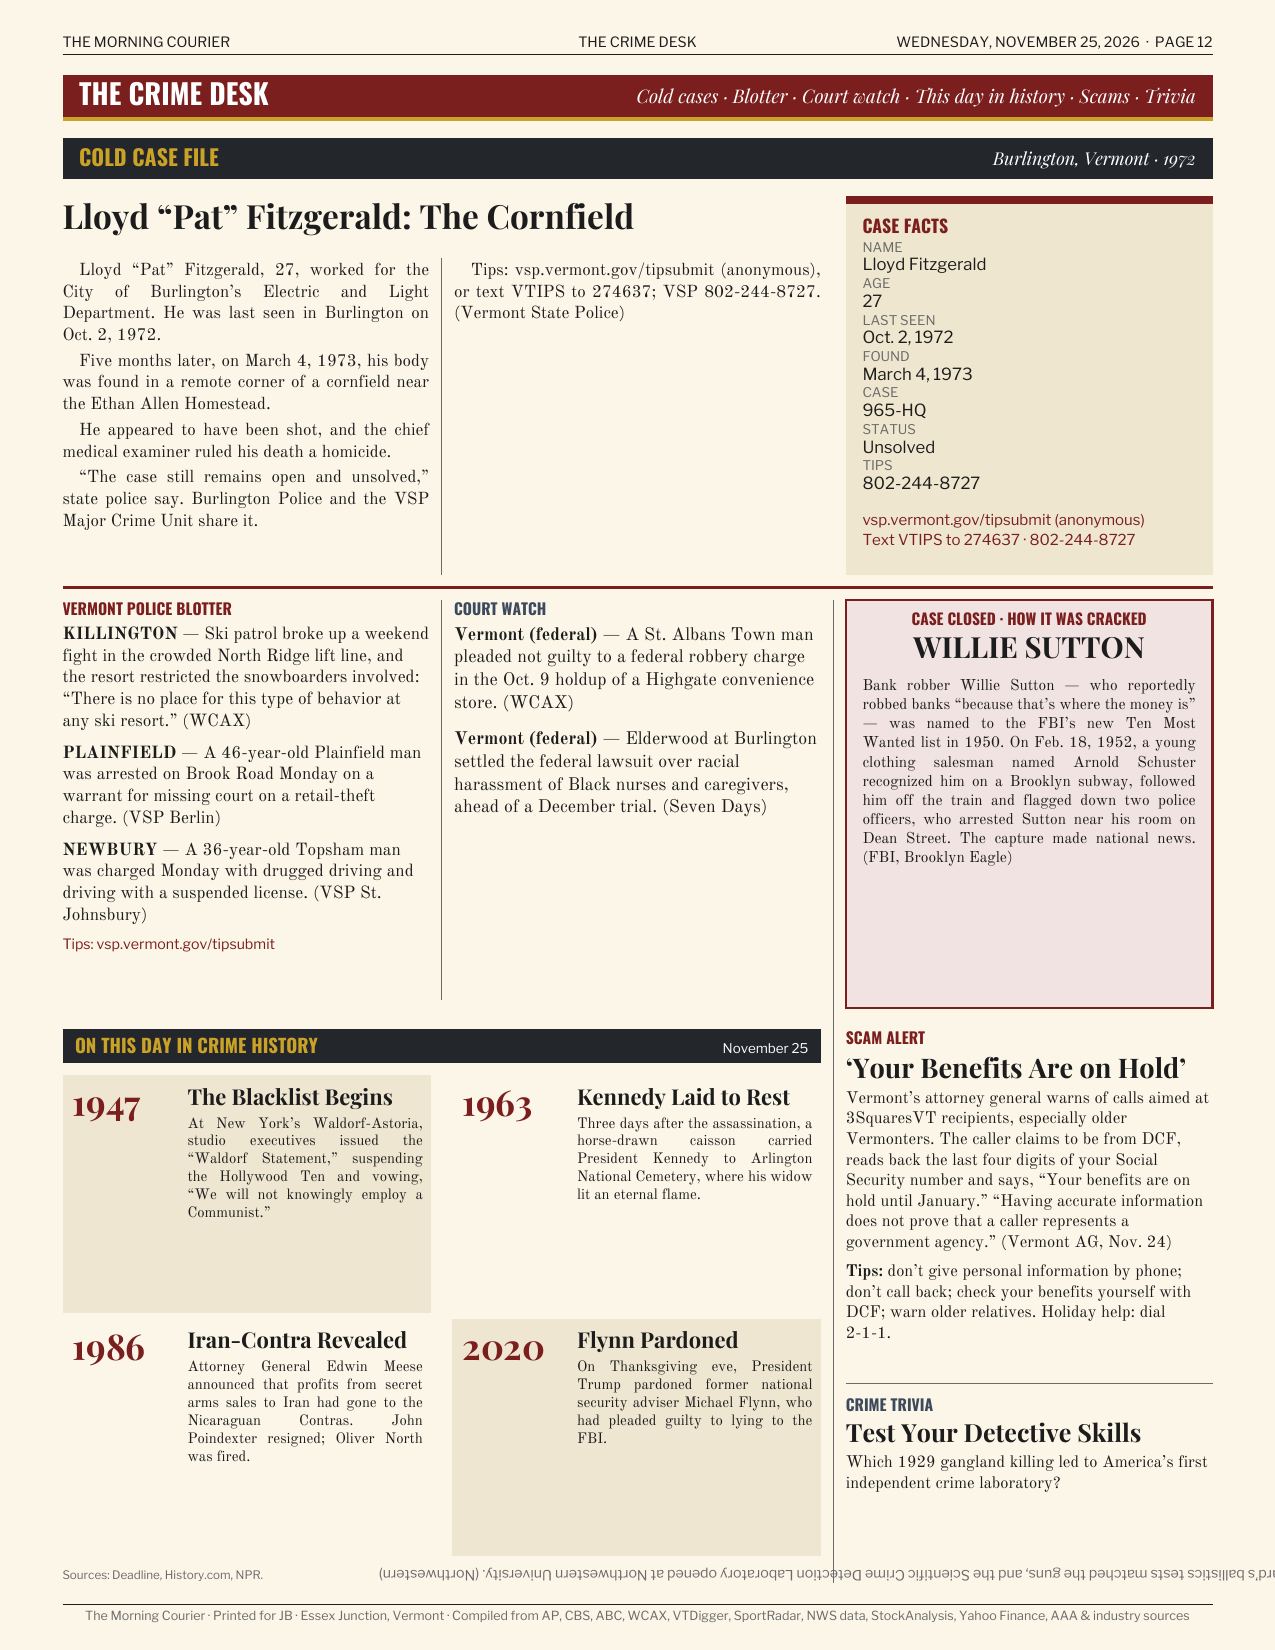 THE MORNING COURIER
THE CRIME DESK
WEDNESDAY, NOVEMBER 25, 2026 · PAGE 12
THE CRIME DESK
Cold cases · Blotter · Court watch · This day in history · Scams · Trivia
COLD CASE FILE
Burlington, Vermont · 1972
Lloyd “Pat” Fitzgerald: The Cornfield
Lloyd “Pat” Fitzgerald, 27, worked for the
City of Burlington’s Electric and Light
Department. He was last seen in Burlington on
Oct. 2, 1972.
Five months later, on March 4, 1973, his body
was found in a remote corner of a cornfield near
the Ethan Allen Homestead.
He appeared to have been shot, and the chief
medical examiner ruled his death a homicide.
“The case still remains open and unsolved,”
state police say. Burlington Police and the VSP
Major Crime Unit share it.
Tips: vsp.vermont.gov/tipsubmit (anonymous),
or text VTIPS to 274637; VSP 802-244-8727.
(Vermont State Police)
CASE FACTS
NAME
Lloyd Fitzgerald
AGE
27
LAST SEEN
Oct. 2, 1972
FOUND
March 4, 1973
CASE
965-HQ
STATUS
Unsolved
TIPS
802-244-8727
vsp.vermont.gov/tipsubmit (anonymous)
Text VTIPS to 274637 · 802-244-8727
VERMONT POLICE BLOTTER
KILLINGTON — Ski patrol broke up a weekend
fight in the crowded North Ridge lift line, and
the resort restricted the snowboarders involved:
“There is no place for this type of behavior at
any ski resort.” (WCAX)
PLAINFIELD — A 46-year-old Plainfield man
was arrested on Brook Road Monday on a
warrant for missing court on a retail-theft
charge. (VSP Berlin)
NEWBURY — A 36-year-old Topsham man
was charged Monday with drugged driving and
driving with a suspended license. (VSP St.
Johnsbury)
Tips: vsp.vermont.gov/tipsubmit
COURT WATCH
Vermont (federal) — A St. Albans Town man
pleaded not guilty to a federal robbery charge
in the Oct. 9 holdup of a Highgate convenience
store. (WCAX)
Vermont (federal) — Elderwood at Burlington
settled the federal lawsuit over racial
harassment of Black nurses and caregivers,
ahead of a December trial. (Seven Days)
CASE CLOSED · HOW IT WAS CRACKED
WILLIE SUTTON
Bank robber Willie Sutton — who reportedly
robbed banks “because that’s where the money is”
— was named to the FBI’s new Ten Most
Wanted list in 1950. On Feb. 18, 1952, a young
clothing salesman named Arnold Schuster
recognized him on a Brooklyn subway, followed
him off the train and flagged down two police
officers, who arrested Sutton near his room on
Dean Street. The capture made national news.
(FBI, Brooklyn Eagle)
ON THIS DAY IN CRIME HISTORY
November 25
1947
The Blacklist Begins
At New York’s Waldorf-Astoria,
studio executives issued the
“Waldorf Statement,” suspending
the Hollywood Ten and vowing,
“We will not knowingly employ a
Communist.”
1963
Kennedy Laid to Rest
Three days after the assassination, a
horse-drawn caisson carried
President Kennedy to Arlington
National Cemetery, where his widow
lit an eternal flame.
1986
Iran-Contra Revealed
Attorney General Edwin Meese
announced that profits from secret
arms sales to Iran had gone to the
Nicaraguan Contras. John
Poindexter resigned; Oliver North
was fired.
2020
Flynn Pardoned
On Thanksgiving eve, President
Trump pardoned former national
security adviser Michael Flynn, who
had pleaded guilty to lying to the
FBI.
SCAM ALERT
‘Your Benefits Are on Hold’
Vermont’s attorney general warns of calls aimed at
3SquaresVT recipients, especially older
Vermonters. The caller claims to be from DCF,
reads back the last four digits of your Social
Security number and says, “Your benefits are on
hold until January.” “Having accurate information
does not prove that a caller represents a
government agency.” (Vermont AG, Nov. 24)
Tips: don’t give personal information by phone;
don’t call back; check your benefits yourself with
DCF; warn older relatives. Holiday help: dial
2-1-1.
CRIME TRIVIA
Test Your Detective Skills
Which 1929 gangland killing led to America’s first
independent crime laboratory?
Sources: Deadline, History.com, NPR.
ballistics tests matched the guns, and the Scientific Crime Detection Laboratory opened at Northwestern University. (Northwestern)
The Morning Courier · Printed for JB · Essex Junction, Vermont · Compiled from AP, CBS, ABC, WCAX, VTDigger, SportRadar, NWS data, StockAnalysis, Yahoo Finance, AAA & industry sources